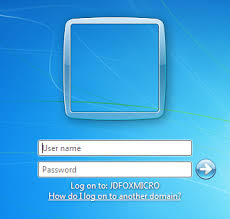 User name
Password
Log on to: JDFOXMICRO
How do I log on to another domain?